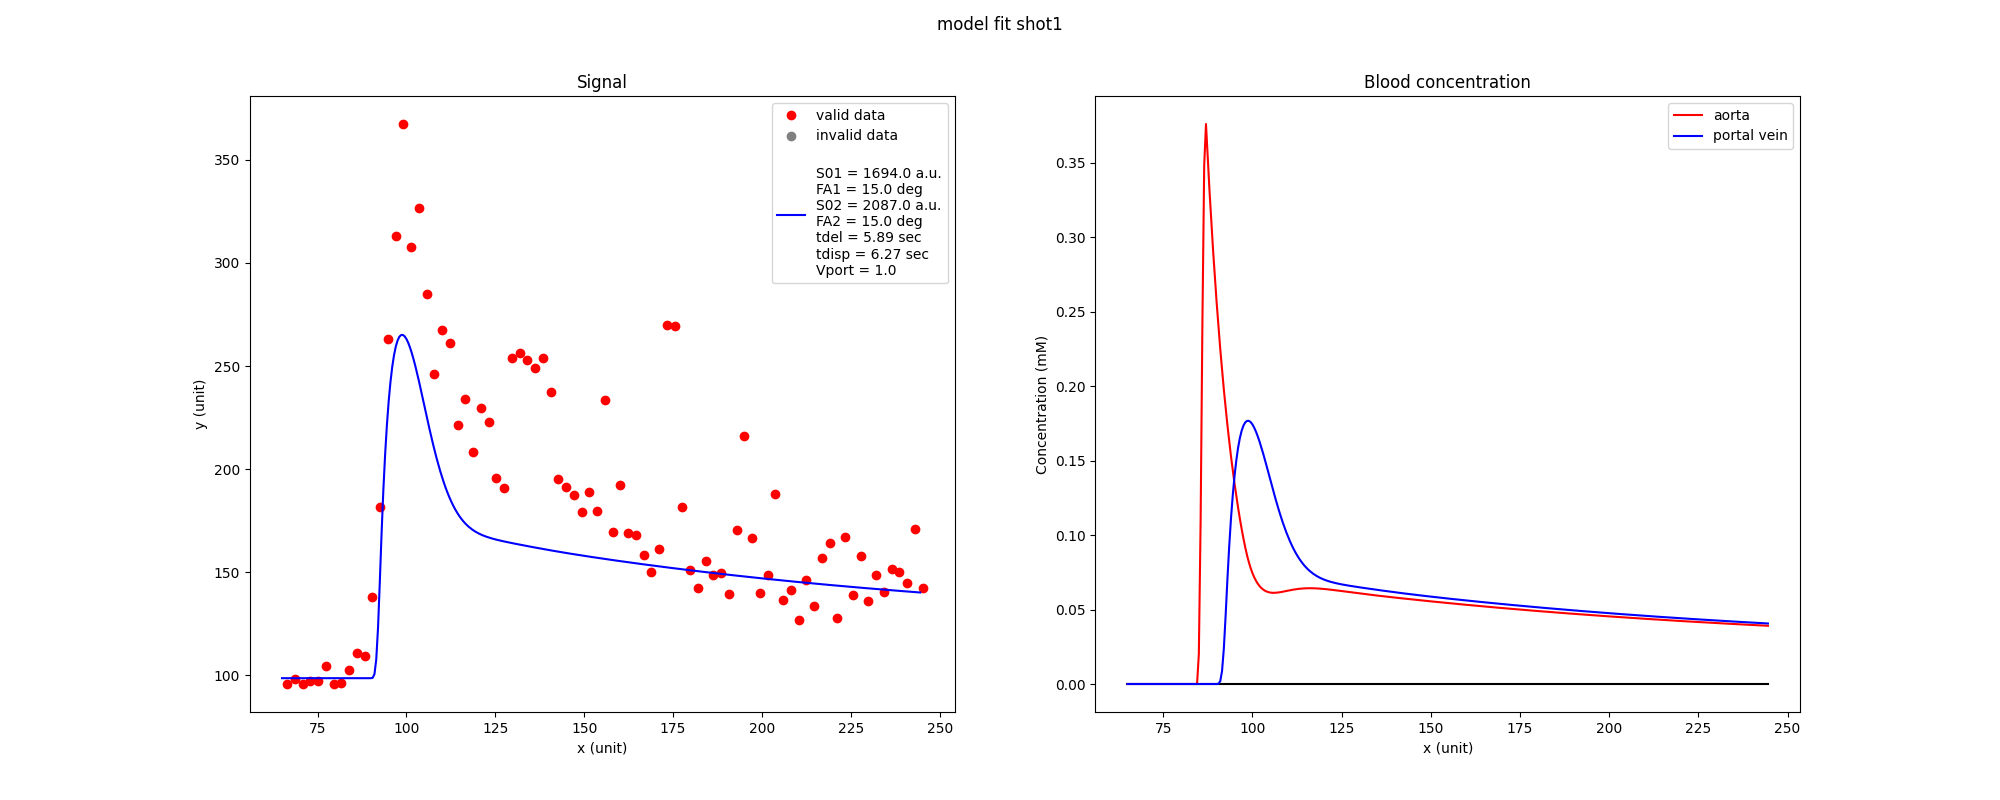 model fit shot1
Signal
350
300
250
200
150
100
y (unit)
75
100
125
150
175
200
225
250
x (unit)
valid data
invalid data
S01 = 1694.0 a.u.
FA1 = 15.0 deg
S02 = 2087.0 a.u.
FA2 = 15.0 deg
tdel = 5.89 sec
tdisp = 6.27 sec
Vport = 1.0
Blood concentration
0.35
0.30
0.25
0.20
0.15
0.10
0.05
0.00
Concentration (mM)
75
100
125
150
175
200
225
250
x (unit)
aorta
portal vein